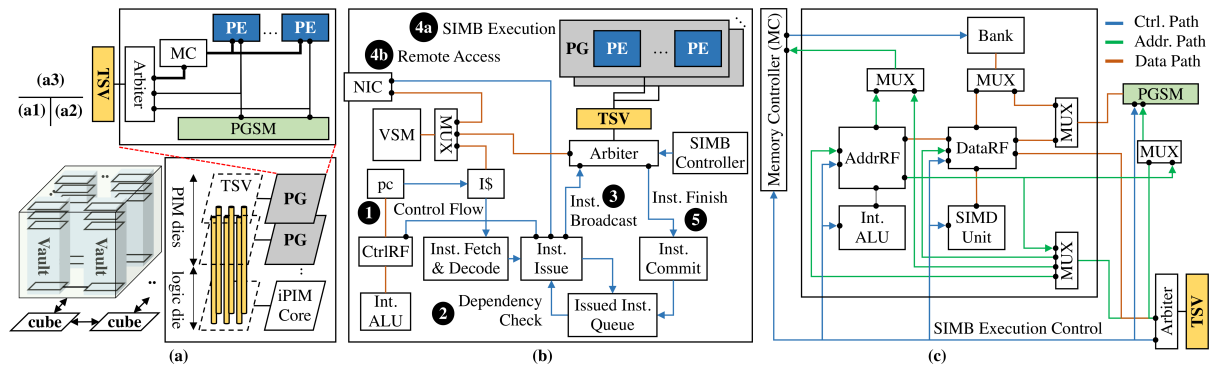 PE
...
PE
MC
TSV
Arbiter
PGSM
(a3)
(a1)
(a2)
Vault
..
Vault
..
cube
cube
PIM dies
logic die
TSV
PG
PG
iPIM
Core
(a)
4a SIMB Execution
4b Remote Access
PG
PE
...
PE
NIC
VSM
MUX
TSV
Arbiter
SIMB
Controller
pc
I$
1
Control Flow
Inst.
Broadcast
3
Inst. Finish
5
CtrlRF
Inst. Fetch
& Decode
Inst.
Issue
Inst.
Commit
Int.
ALU
2
Dependency
Check
Issued Inst.
Queue
(b)
Memory Controller (MC)
Bank
Ctrl. Path
Addr. Path
Data Path
MUX
MUX
MUX
PGSM
AddrRF
DataRF
MUX
Int.
ALU
SIMD
Unit
MUX
Arbiter
TSV
SIMB Execution Control
(c)